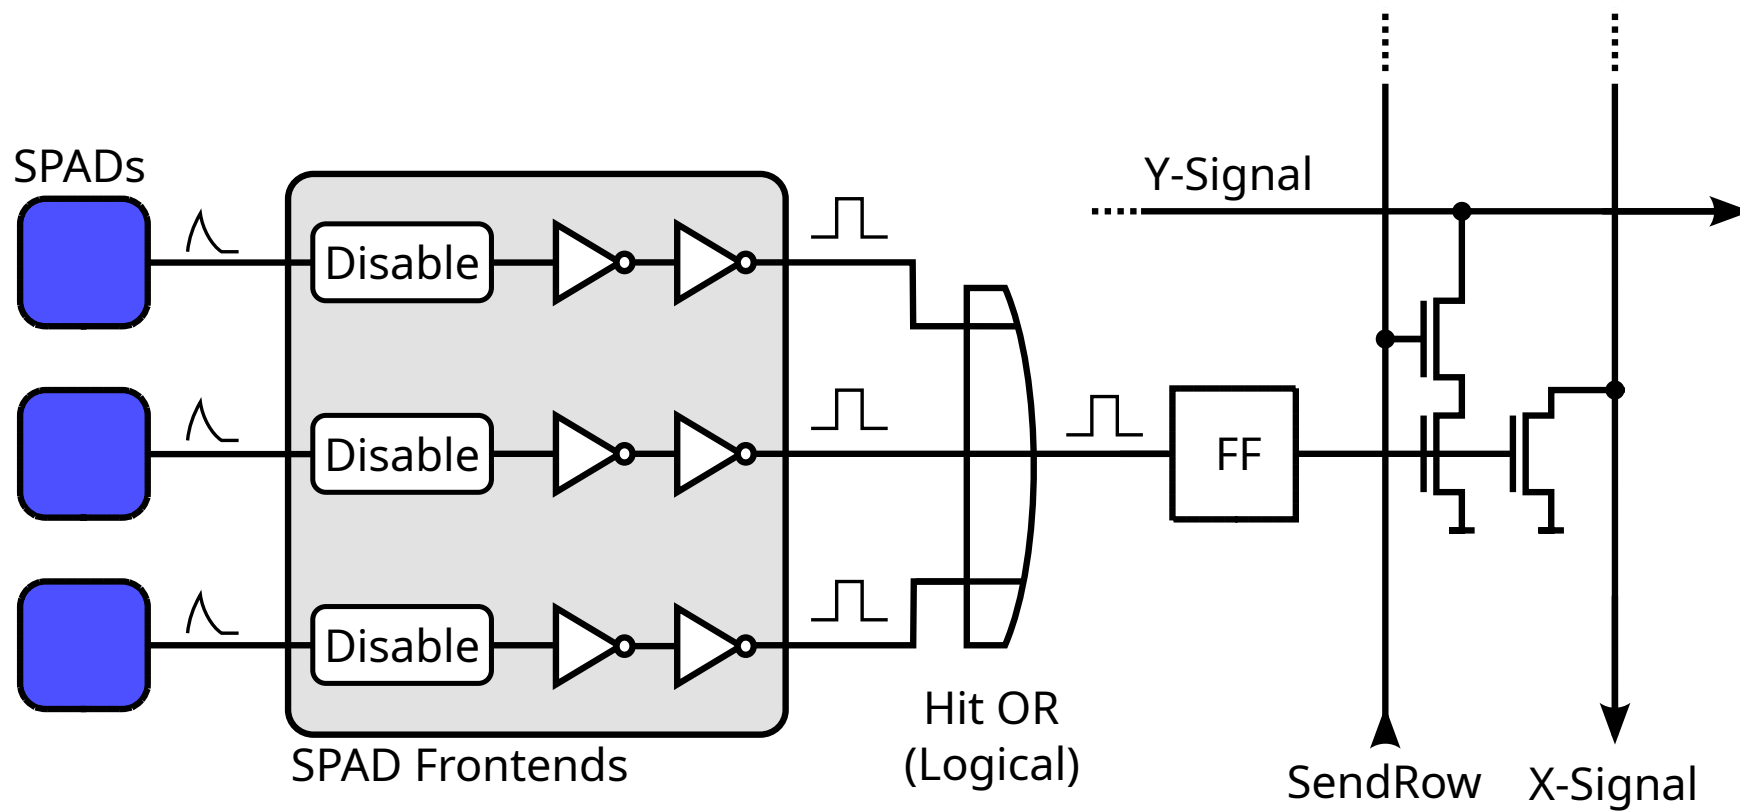 SPADs
Y-Signal
Disable
Disable
FF
Disable
Hit OR
(Logical)
SPAD Frontends
SendRow
X-Signal